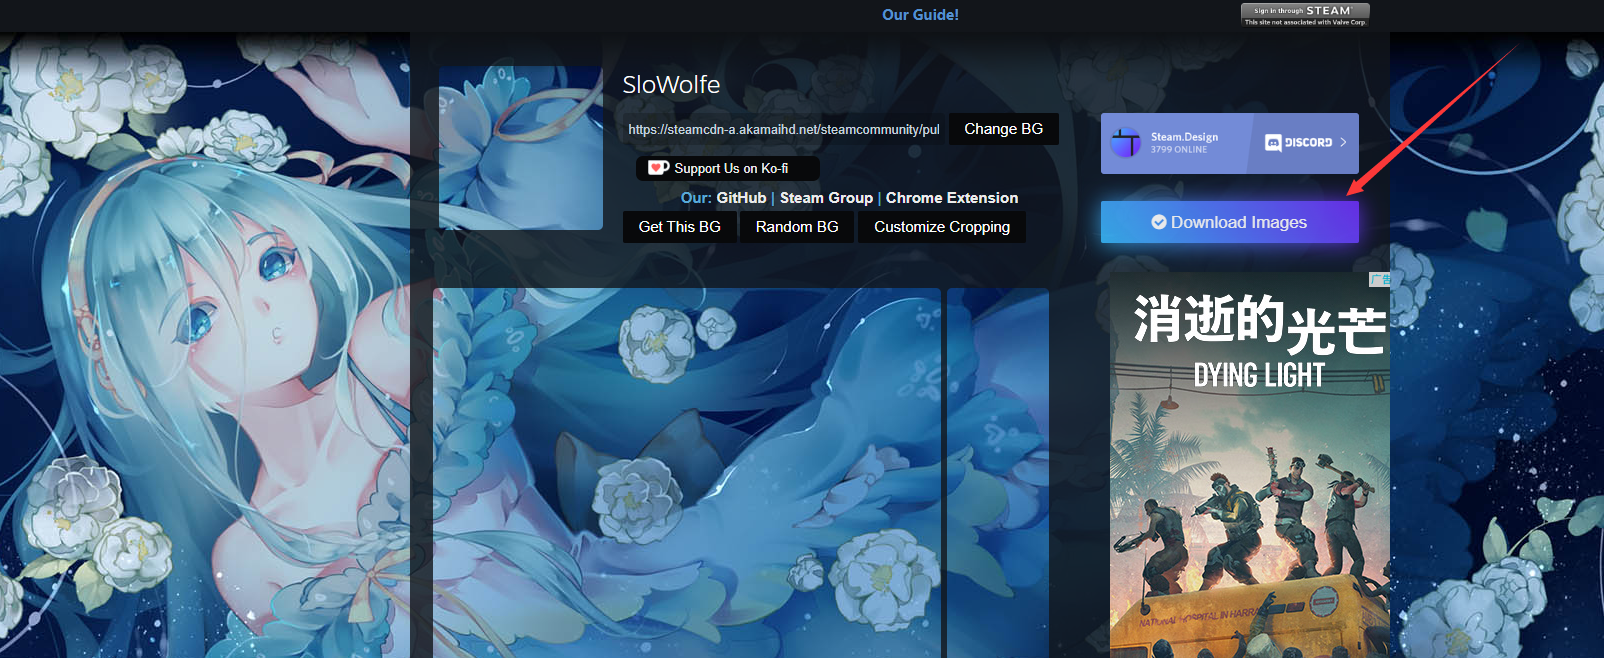 Our Guide!
Sign in through STEAM
This site not associated with Valve Corp.
SloWolfe
https://steamcdn-a.akamaihd.net/steamcommunity/pul
Change BG
Steam.Design
3799 ONLINE
DISCORD
Support Us on Ko-fi
Our: GitHub | Steam Group | Chrome Extension
Get This BG
Random BG
Customize Cropping
Download Images
广告
消逝的光芒
DYING LIGHT
NATIONAL HOSPITAL IN HARRAN